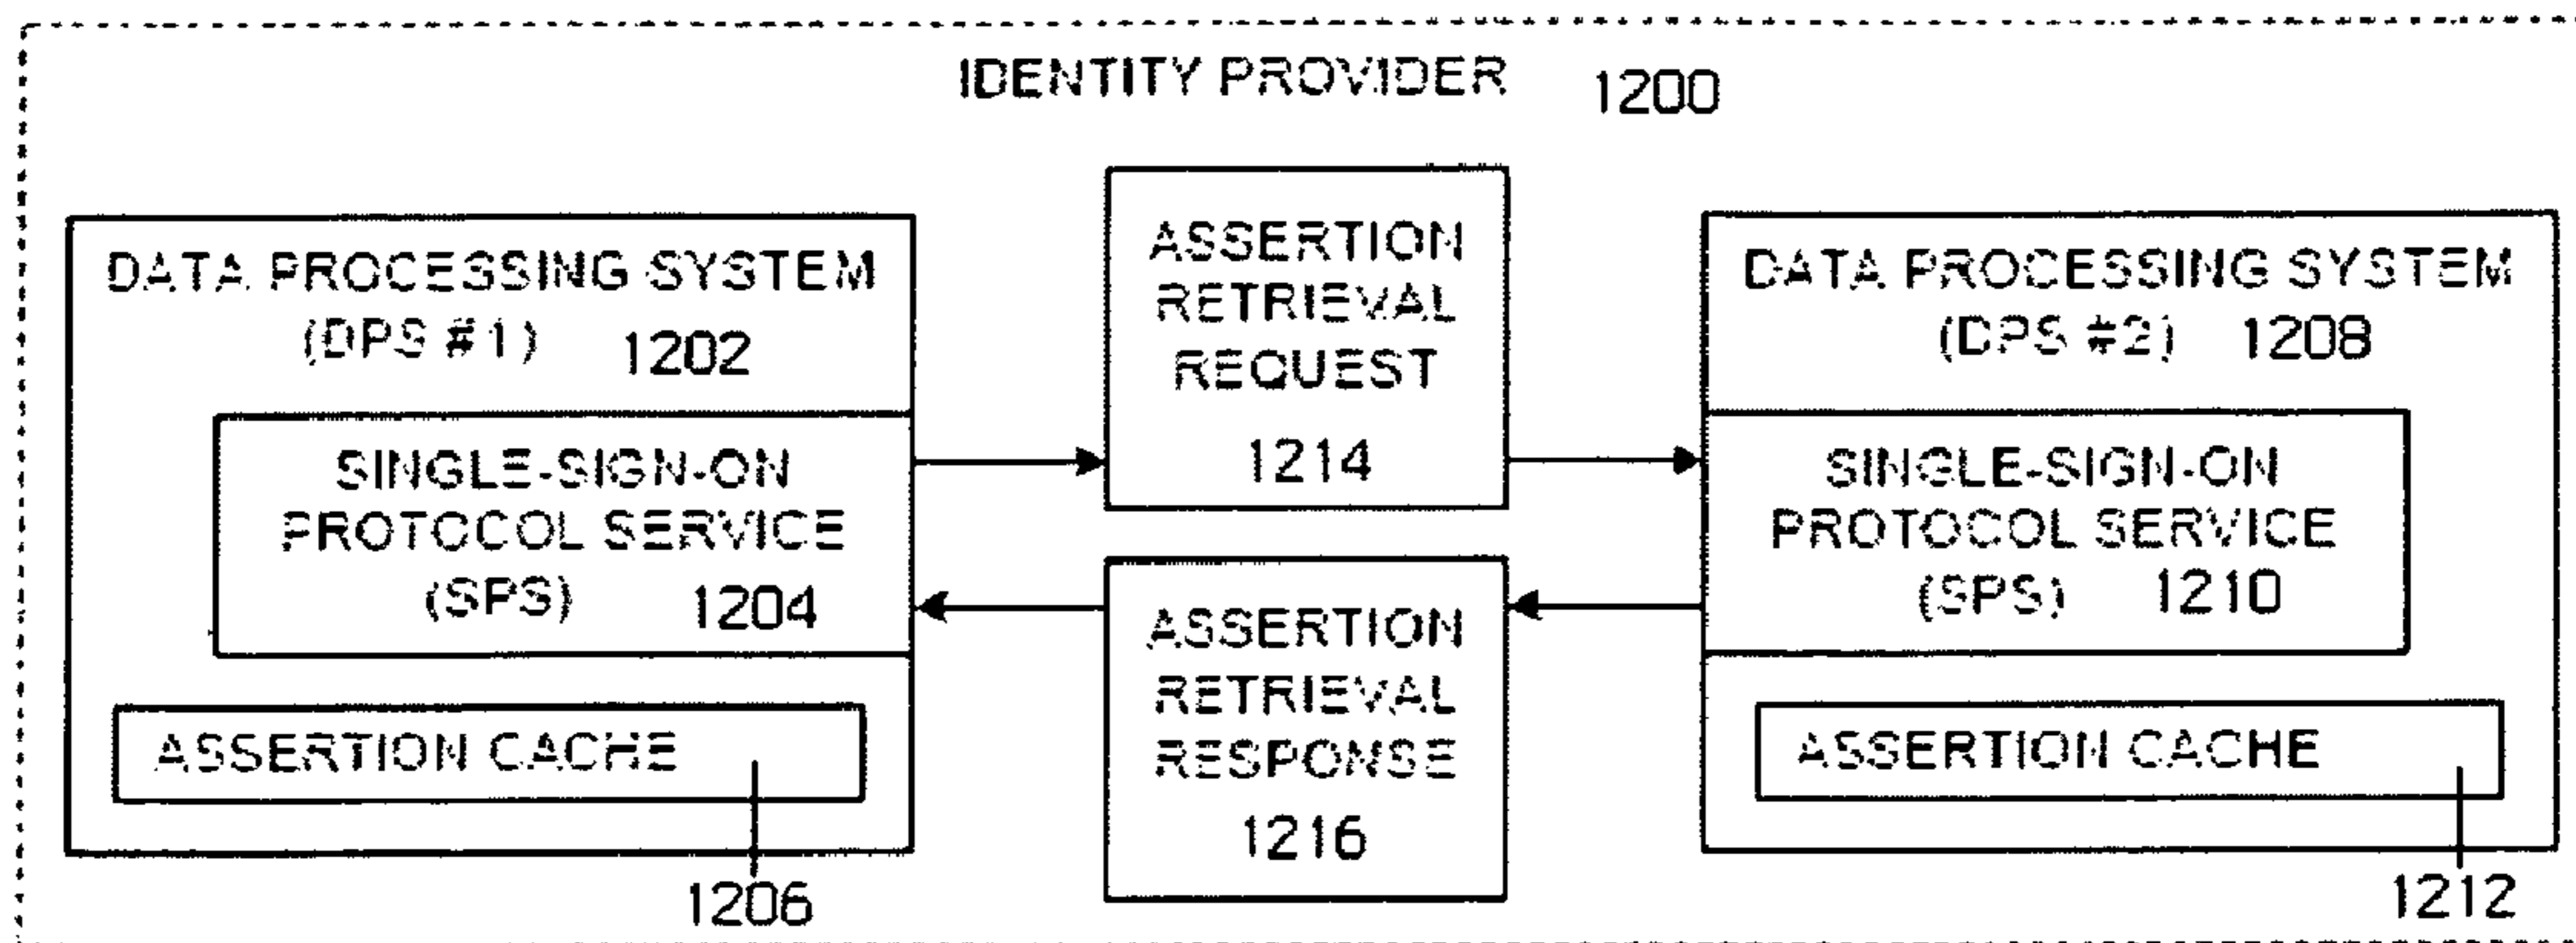 IDENTITY PROVIDER 1200
DATA PROCESSING SYSTEM
(DPS #1) 1202
SINGLE-SIGN-ON
PROTOCOL SERVICE
(SPS) 1204
ASSERTION CACHE
1206
ASSERTION
RETRIEVAL
REQUEST
1214
ASSERTION
RETRIEVAL
RESPONSE
1216
DATA PROCESSING SYSTEM
(DPS #2) 1208
SINGLE-SIGN-ON
PROTOCOL SERVICE
(SPS) 1210
ASSERTION CACHE
1212